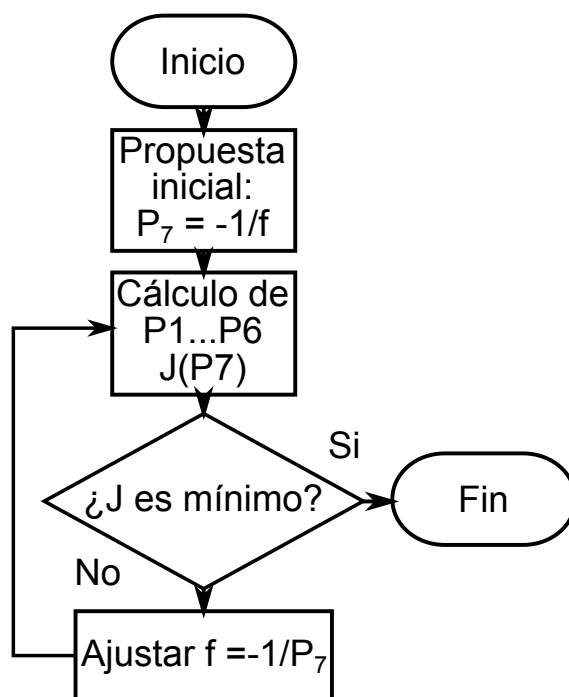 Inicio
Propuesta
inicial:
P₇ = -1/f
Cálculo de
P1...P6
J(P7)
Si
¿J es mínimo?
Fin
No
Ajustar f =-1/P₇